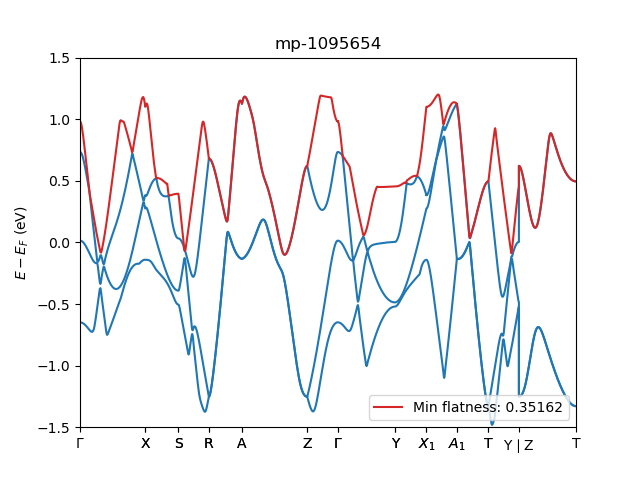 mp-1095654
1.5
1.0
0.5
0.0
−0.5
−1.0
−1.5
E − E_F (eV)
Min flatness: 0.35162
Γ X S R A Z Γ Y X₁ A₁ T Y | Z T